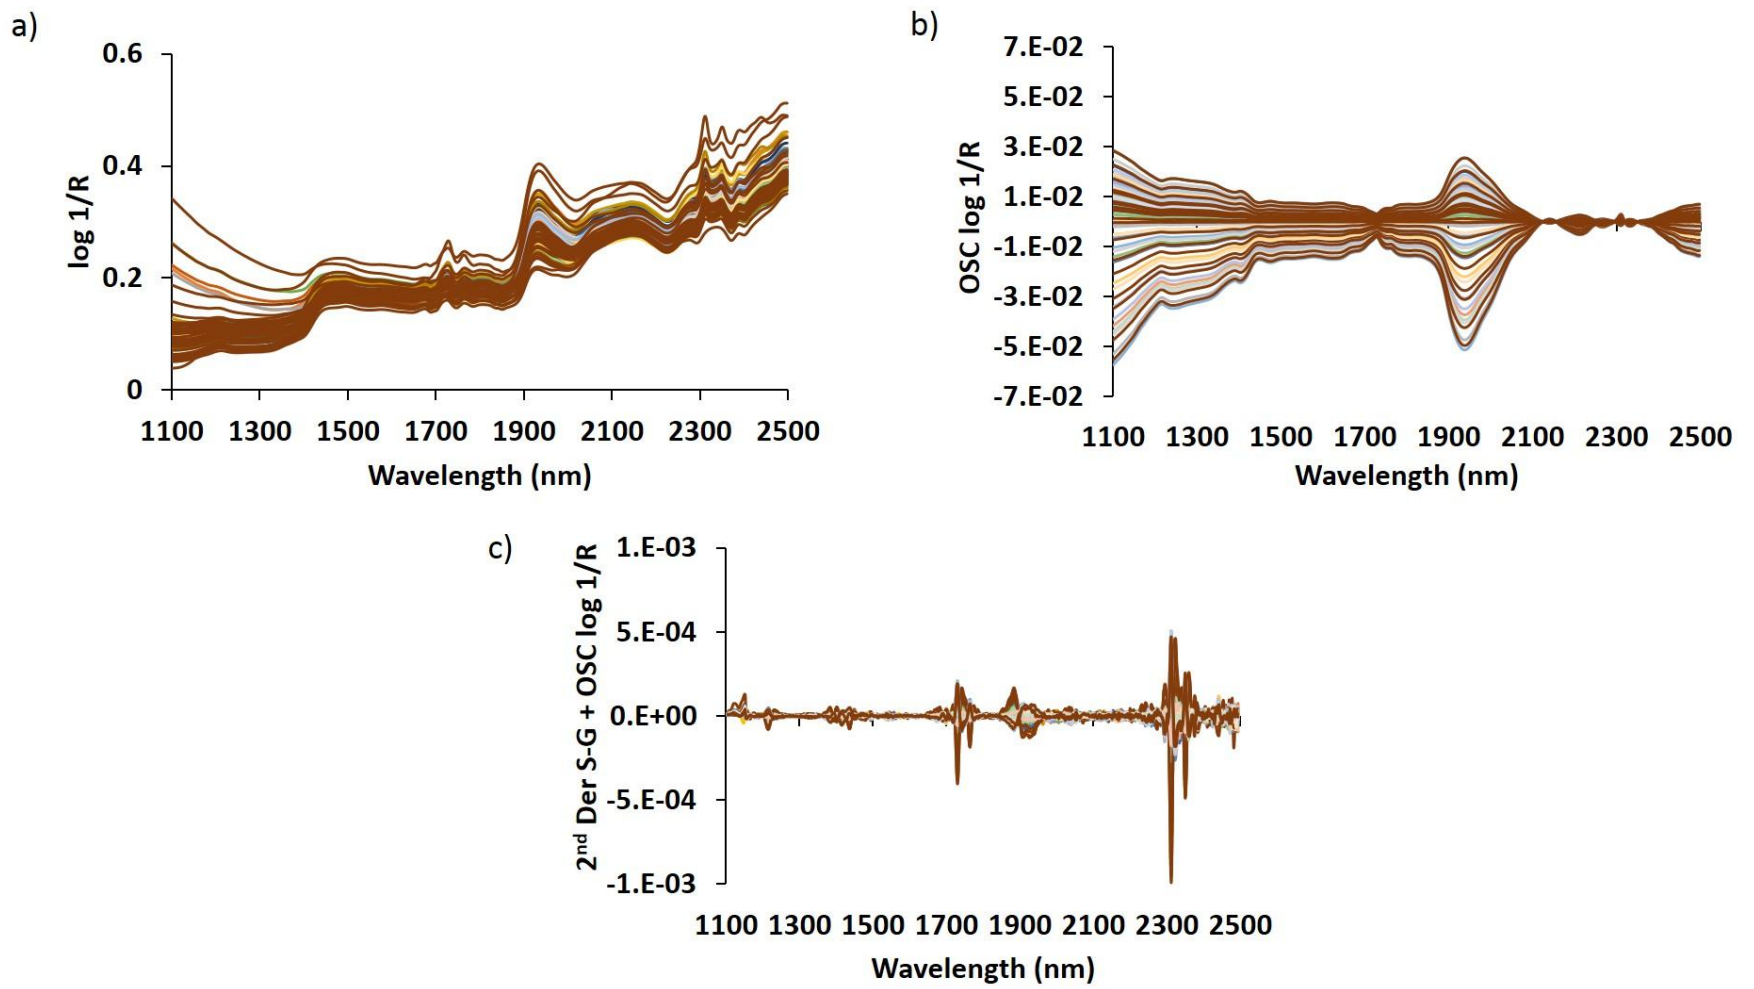 a)
log 1/R
0.6
0.4
0.2
0
1100 1300 1500 1700 1900 2100 2300 2500
Wavelength (nm)
b)
OSC log 1/R
7.E-02
5.E-02
3.E-02
1.E-02
-1.E-02
-3.E-02
-5.E-02
-7.E-02
1100 1300 1500 1700 1900 2100 2300 2500
Wavelength (nm)
c)
2nd Der S-G + OSC log 1/R
1.E-03
5.E-04
0.E+00
-5.E-04
-1.E-03
1100 1300 1500 1700 1900 2100 2300 2500
Wavelength (nm)